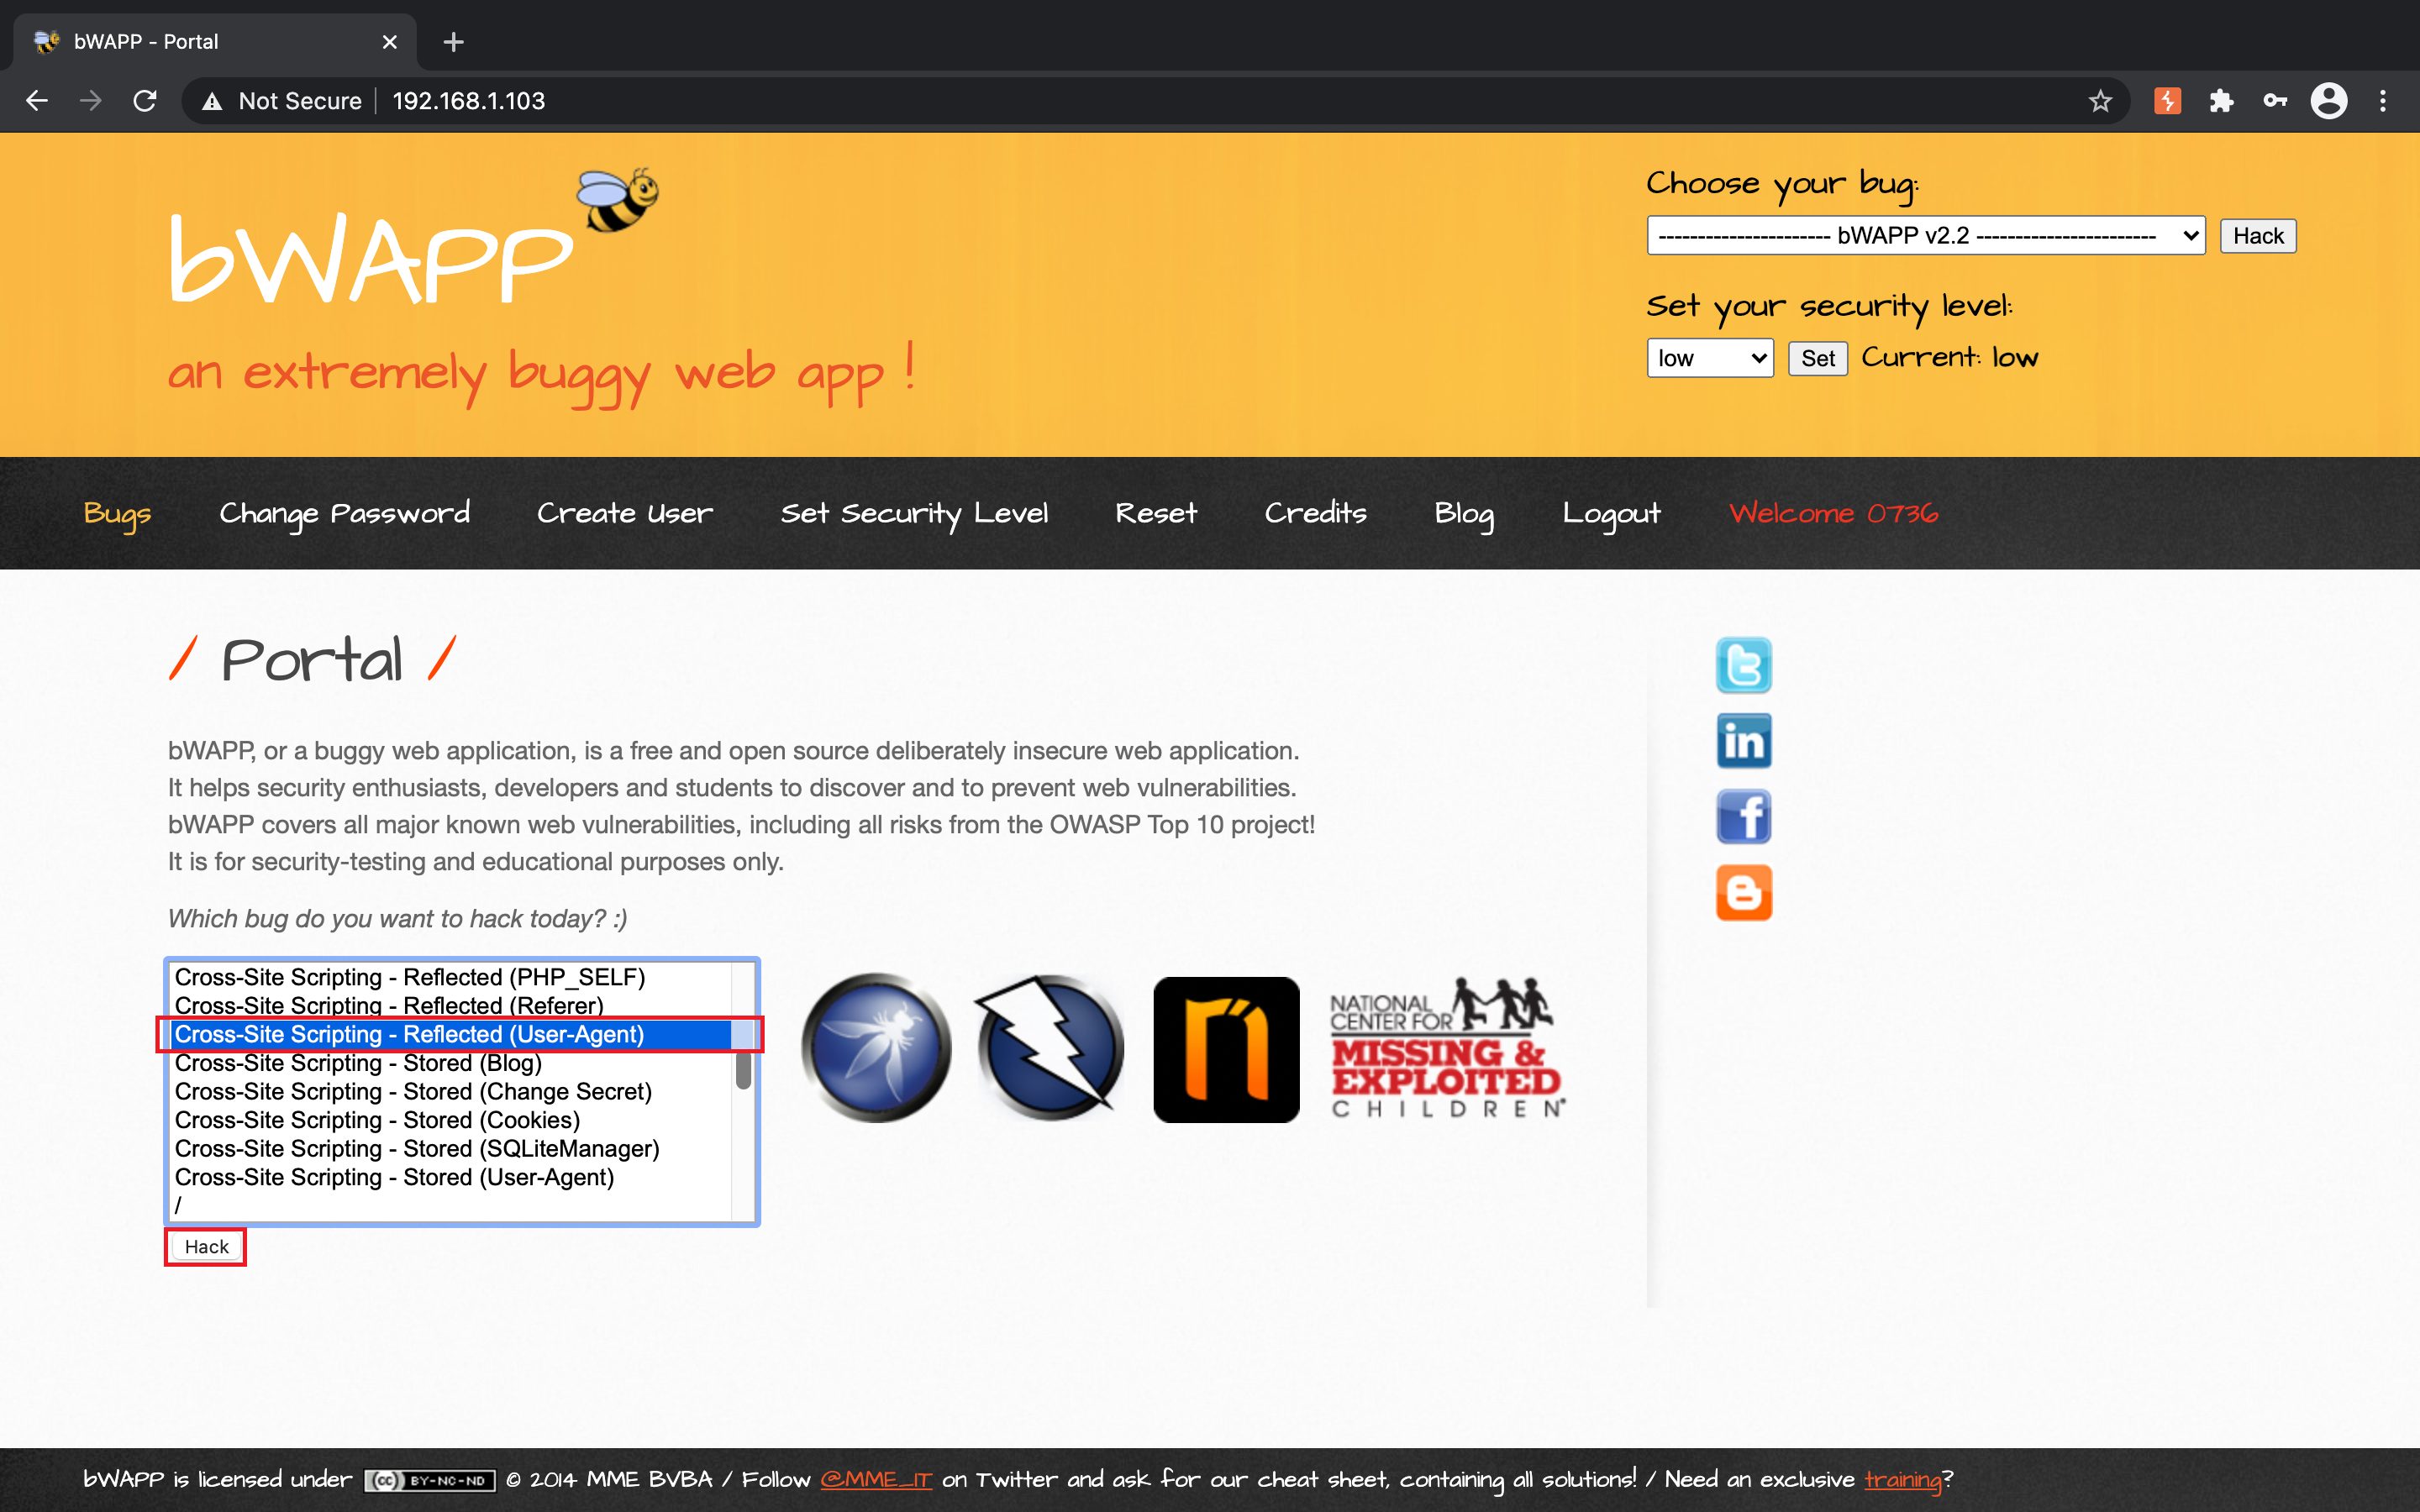 bWAPP - Portal
Not Secure | 192.168.1.103
Choose your bug:
---------------------- bWAPP v2.2 -----------------------
Hack
bWAPP
Set your security level:
low
Set
Current: low
an extremely buggy web app !
Bugs Change Password Create User Set Security Level Reset Credits Blog Logout Welcome 0736
/ Portal /
bWAPP, or a buggy web application, is a free and open source deliberately insecure web application.
It helps security enthusiasts, developers and students to discover and to prevent web vulnerabilities.
bWAPP covers all major known web vulnerabilities, including all risks from the OWASP Top 10 project!
It is for security-testing and educational purposes only.
Which bug do you want to hack today? :)
Cross-Site Scripting - Reflected (PHP_SELF)
Cross-Site Scripting - Reflected (Referer)
Cross-Site Scripting - Reflected (User-Agent)
Cross-Site Scripting - Stored (Blog)
Cross-Site Scripting - Stored (Change Secret)
Cross-Site Scripting - Stored (Cookies)
Cross-Site Scripting - Stored (SQLiteManager)
Cross-Site Scripting - Stored (User-Agent)
/
Hack
NATIONAL
CENTER FOR
MISSING &
EXPLOITED
CHILDREN®
bWAPP is licensed under (cc) BY-NC-ND © 2014 MME BVBA / Follow @MME_IT on Twitter and ask for our cheat sheet, containing all solutions! / Need an exclusive training?